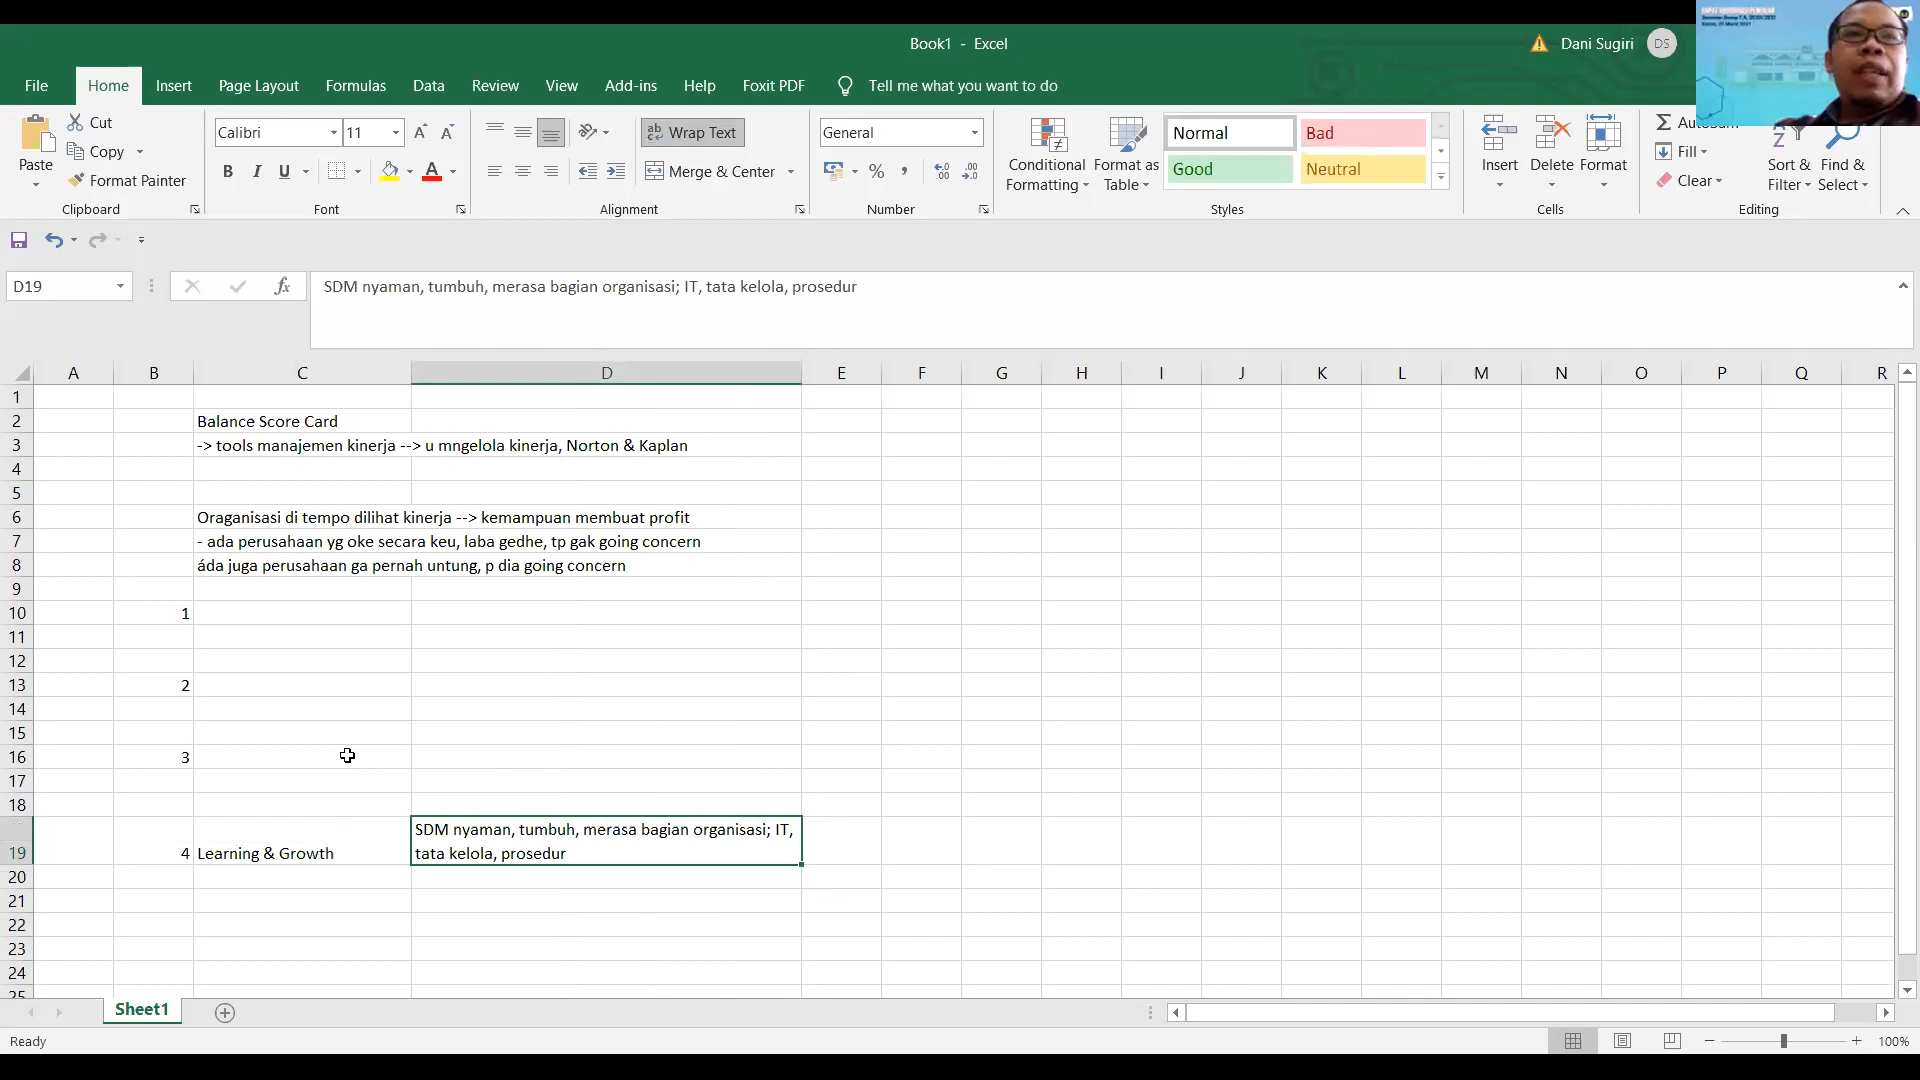 Book1 - Excel
Dani Sugiri
DS
Semester Genap T.A. 2020/2021
File
Home
Insert
Page Layout
Formulas
Data
Review
View
Add-ins
Help
Foxit PDF
Tell me what you want to do
Paste
Cut
Copy
Format Painter
Clipboard
Calibri
11
B I U
Font
Wrap Text
Merge & Center
Alignment
General
%
Number
Conditional Formatting
Format as Table
Normal
Bad
Good
Neutral
Styles
Insert
Delete
Format
Cells
Fill
Clear
Sort & Filter
Find & Select
Editing
D19
fx
SDM nyaman, tumbuh, merasa bagian organisasi; IT, tata kelola, prosedur
A B C D E F G H I J K L M N O P Q R
1
2 Balance Score Card
3 -> tools manajemen kinerja --> u mngelola kinerja, Norton & Kaplan
4
5
6 Oraganisasi di tempo dilihat kinerja --> kemampuan membuat profit
7 - ada perusahaan yg oke secara keu, laba gedhe, tp gak going concern
8 áda juga perusahaan ga pernah untung, p dia going concern
9
10 1
11
12
13 2
14
15
16 3
17
18
SDM nyaman, tumbuh, merasa bagian organisasi; IT,
19 4 Learning & Growth tata kelola, prosedur
20
21
22
23
24
25
Sheet1
Ready
100%